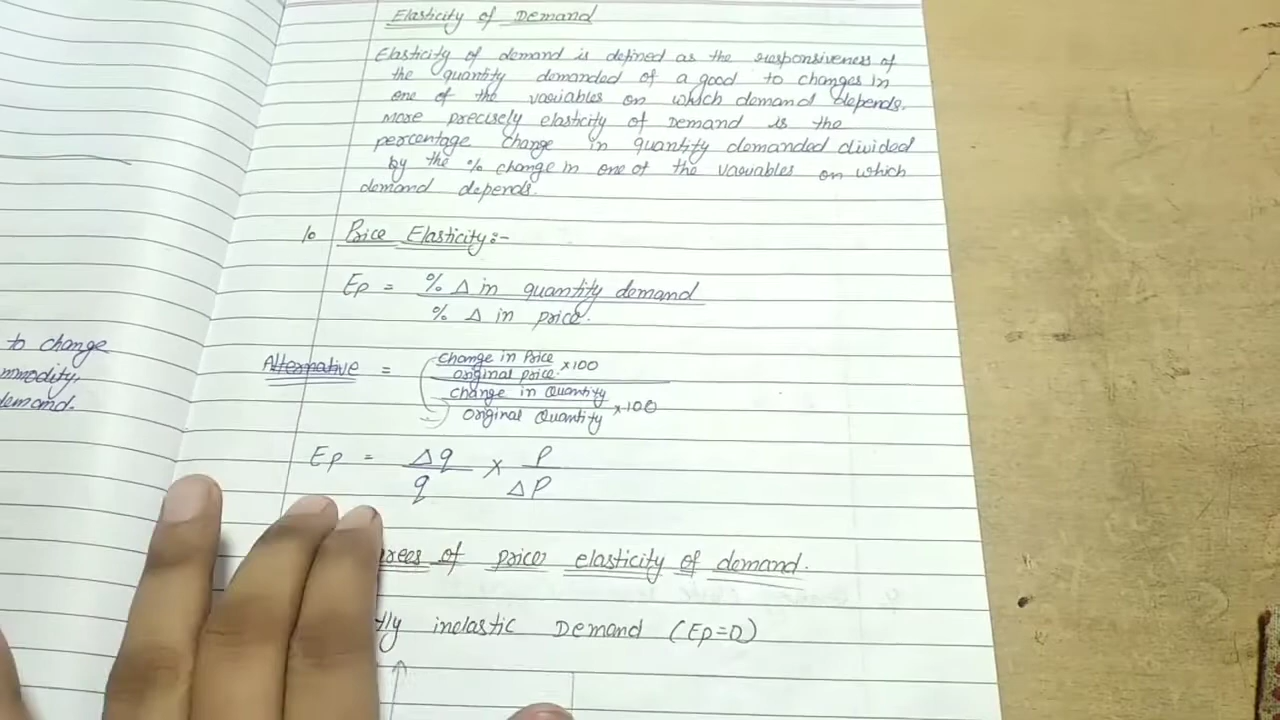 Elasticity of Demand
Elasticity of demand is defined as the responsiveness of
the quantity demanded of a good to changes in
one of the variables on which demand depends.
more precisely elasticity of Demand is the
percentage change in quantity demanded divided
by the % change in one of the variables on which
demand depends.
1. Price Elasticity:-
Ep = % Δ in quantity demand
% Δ in price.
Alternative = change in Price
original price. ×100
change in Quantity
Original Quantity ×100
Ep = Δq / q × P / ΔP
to change
demand.
of price elasticity of demand.
inelastic Demand (Ep=0)